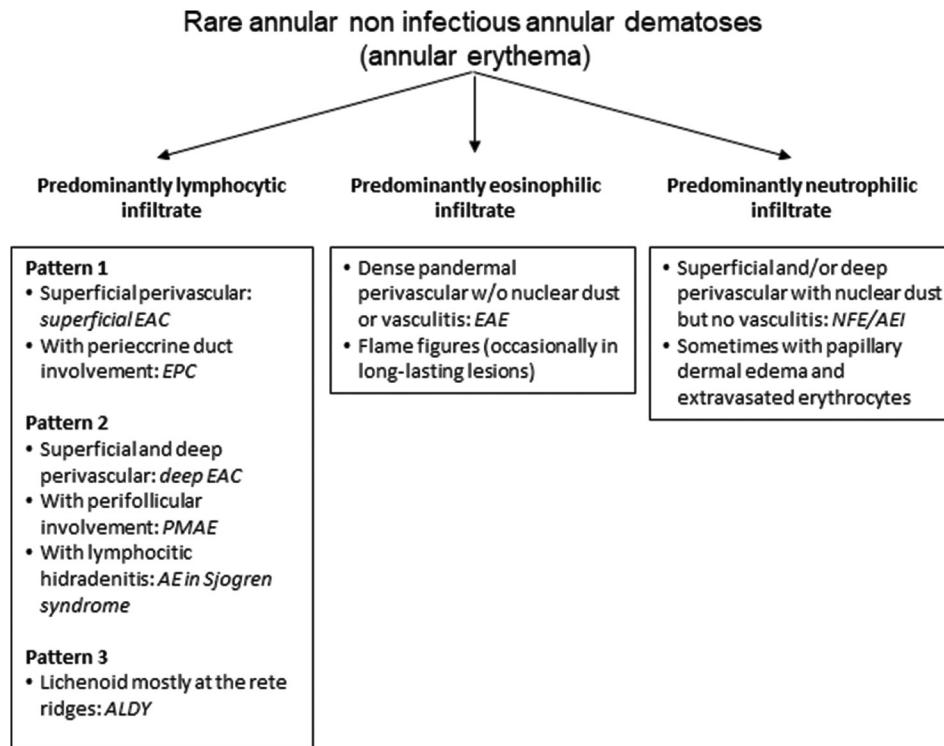 Rare annular non infectious annular dematoses
(annular erythema)
Predominantly lymphocytic
infiltrate
Pattern 1
• Superficial perivascular:
superficial EAC
• With perieccrine duct
involvement: EPC
Pattern 2
• Superficial and deep
perivascular: deep EAC
• With perifollicular
involvement: PMAE
• With lymphocitic
hidradenitis: AE in Sjogren
syndrome
Pattern 3
• Lichenoid mostly at the rete
ridges: ALDY
Predominantly eosinophilic
infiltrate
• Dense pandermal
perivascular w/o nuclear dust
or vasculitis: EAE
• Flame figures (occasionally in
long-lasting lesions)
Predominantly neutrophilic
infiltrate
• Superficial and/or deep
perivascular with nuclear dust
but no vasculitis: NFE/AEI
• Sometimes with papillary
dermal edema and
extravasated erythrocytes